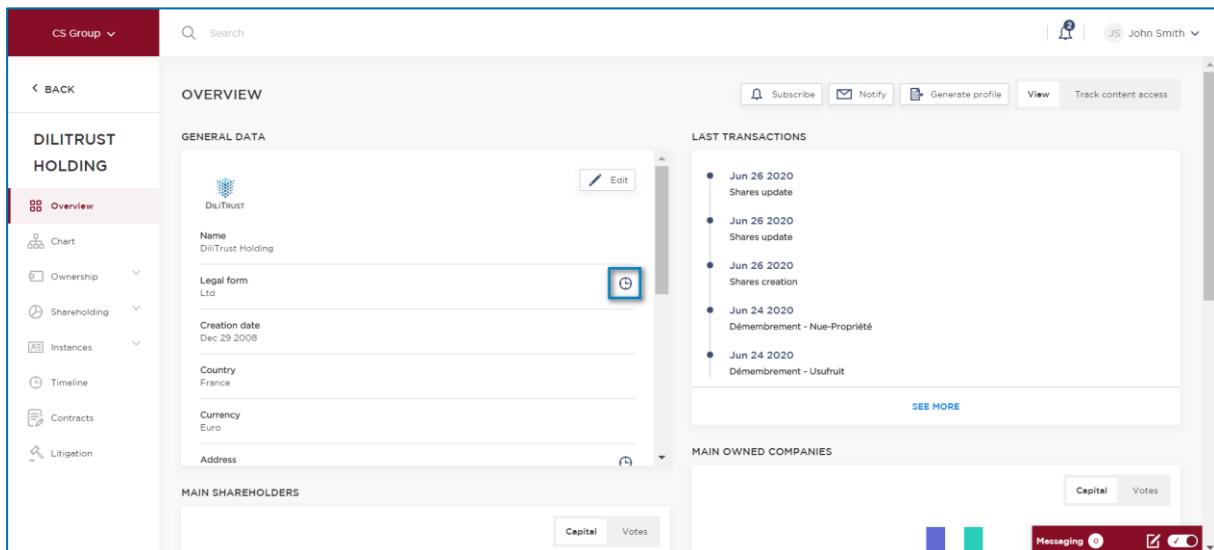 CS Group
Search
2
JS John Smith
BACK
DILITRUST
HOLDING
Overview
Chart
Ownership
Shareholding
Instances
Timeline
Contracts
Litigation
OVERVIEW
Subscribe
Notify
Generate profile
View
Track content access
GENERAL DATA
DILITRUST
Edit
Name
DiliTrust Holding
Legal form
Ltd
Creation date
Dec 29 2008
Country
France
Currency
Euro
Address
MAIN SHAREHOLDERS
Capital
Votes
LAST TRANSACTIONS
Jun 26 2020
Shares update
Jun 26 2020
Shares update
Jun 26 2020
Shares creation
Jun 24 2020
Démembrement - Nue-Propriété
Jun 24 2020
Démembrement - Usufruit
SEE MORE
MAIN OWNED COMPANIES
Capital
Votes
Messaging 0